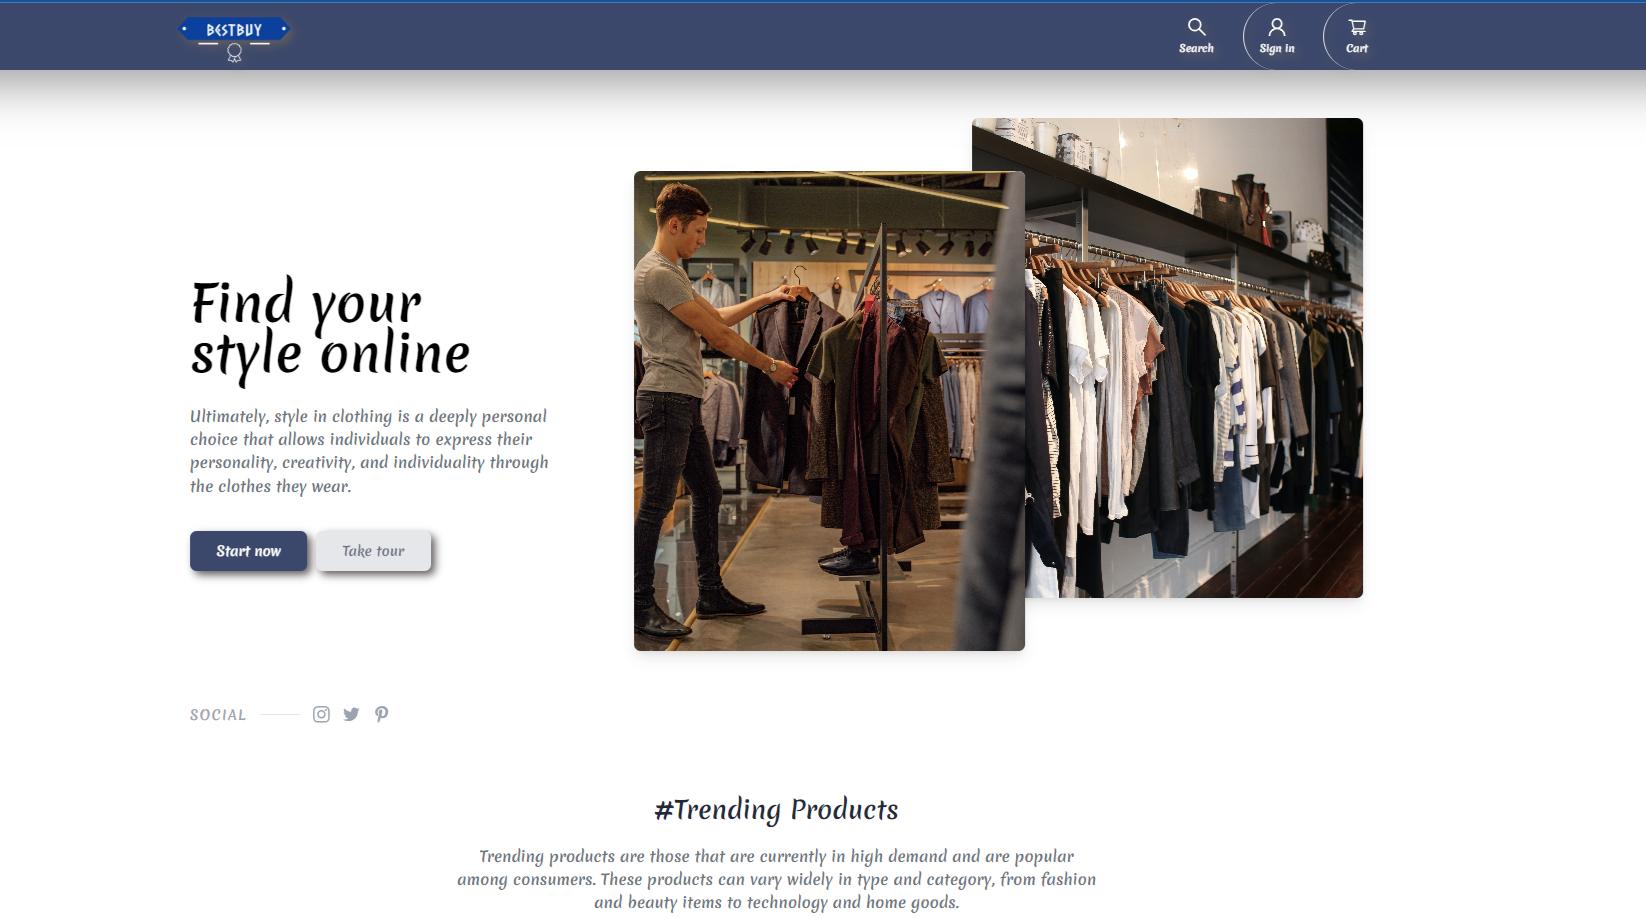 BESTBUY
Search
Sign in
Cart
Find your
style online
Ultimately, style in clothing is a deeply personal
choice that allows individuals to express their
personality, creativity, and individuality through
the clothes they wear.
Start now
Take tour
SOCIAL
#Trending Products
Trending products are those that are currently in high demand and are popular
among consumers. These products can vary widely in type and category, from fashion
and beauty items to technology and home goods.